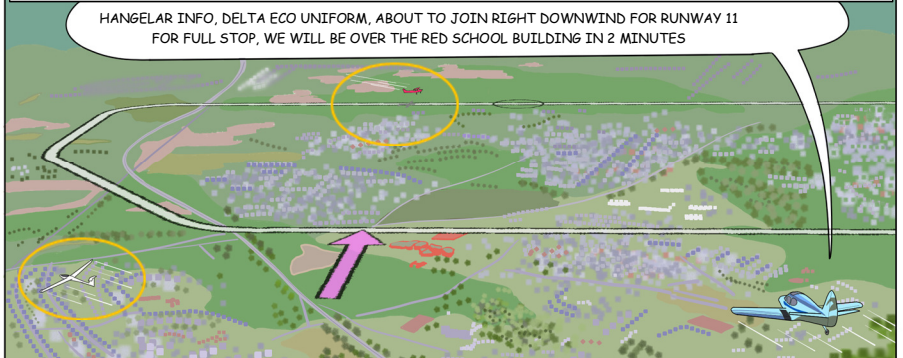 HANGELAR INFO, DELTA ECO UNIFORM, ABOUT TO JOIN RIGHT DOWNWIND FOR RUNWAY 11
FOR FULL STOP, WE WILL BE OVER THE RED SCHOOL BUILDING IN 2 MINUTES